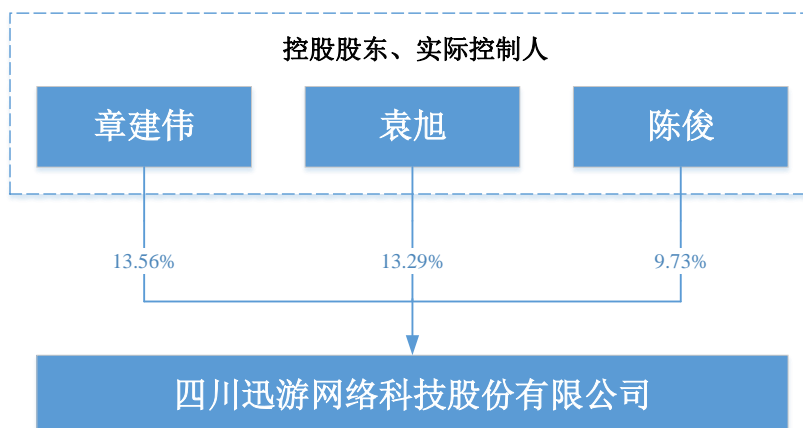 控股股东、实际控制人
章建伟
袁旭
陈俊
13.56%
13.29%
9.73%
四川迅游网络科技股份有限公司